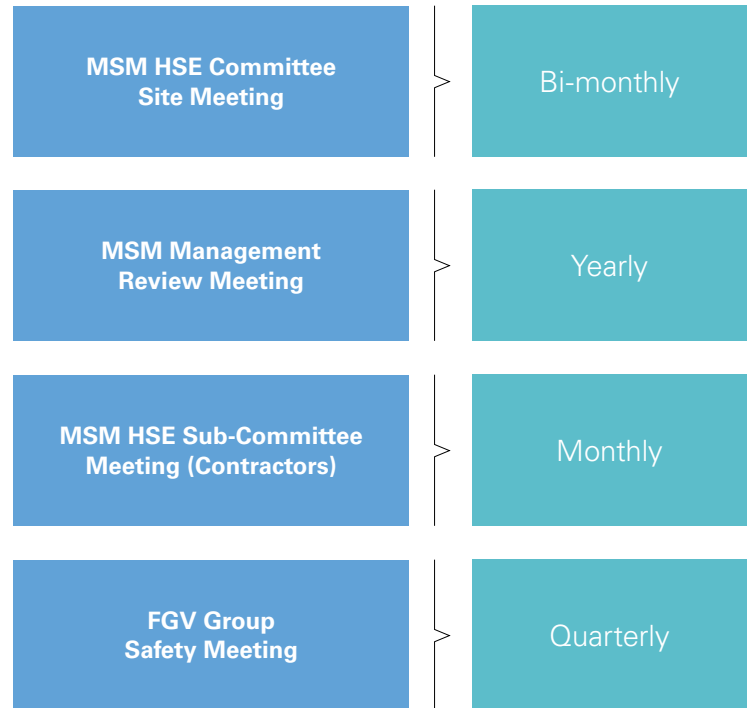 MSM HSE Committee
Site Meeting
Bi-monthly
MSM Management
Review Meeting
Yearly
MSM HSE Sub-Committee
Meeting (Contractors)
Monthly
FGV Group
Safety Meeting
Quarterly